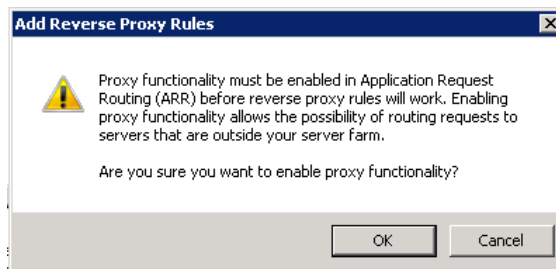 Add Reverse Proxy Rules
Proxy functionality must be enabled in Application Request
Routing (ARR) before reverse proxy rules will work. Enabling
proxy functionality allows the possibility of routing requests to
servers that are outside your server farm.
Are you sure you want to enable proxy functionality?
OK
Cancel